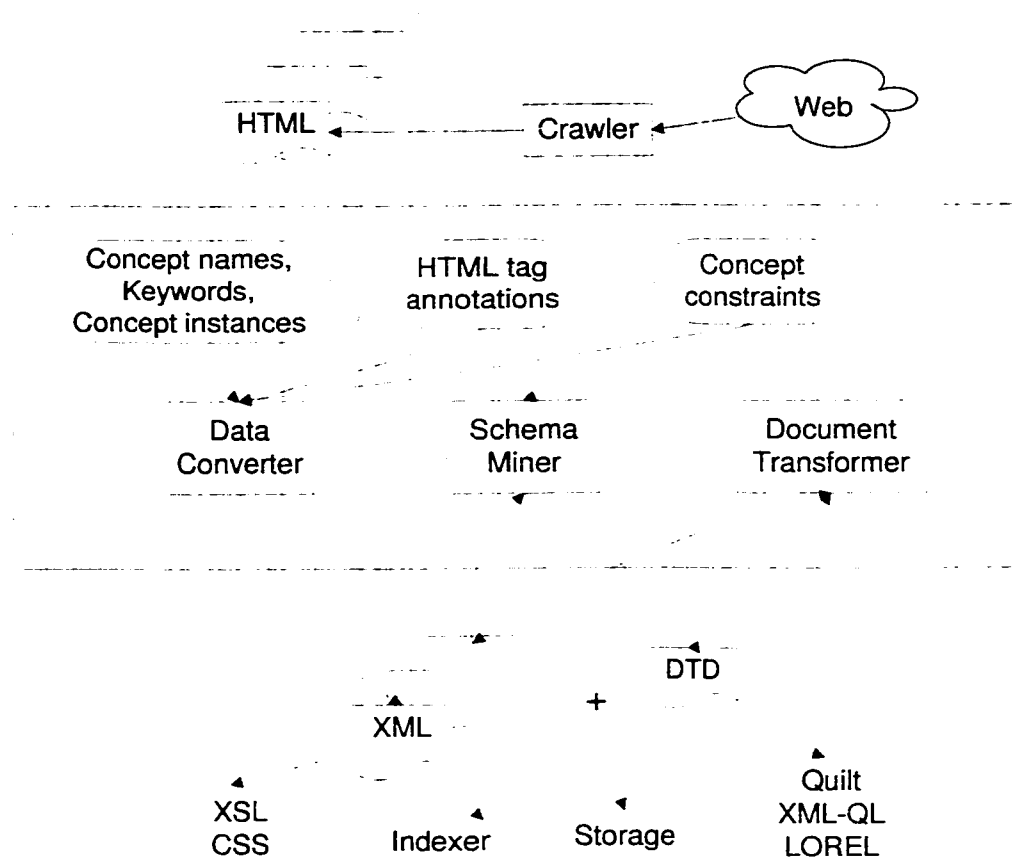 Web
HTML
Crawler
Concept names,
Keywords,
Concept instances
HTML tag
annotations
Concept
constraints
Data
Converter
Schema
Miner
Document
Transformer
DTD
+
XML
XSL
CSS
Indexer
Storage
Quilt
XML-QL
LOREL